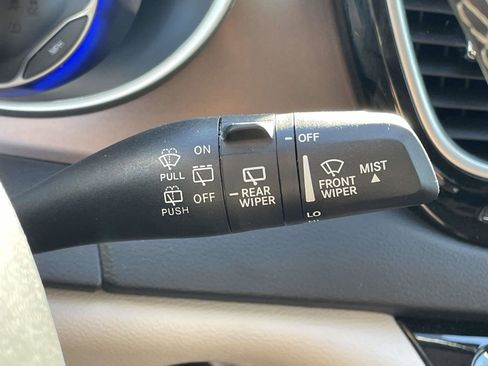 ON
PULL
OFF
PUSH
REAR
WIPER
OFF
FRONT
WIPER
MIST
LO